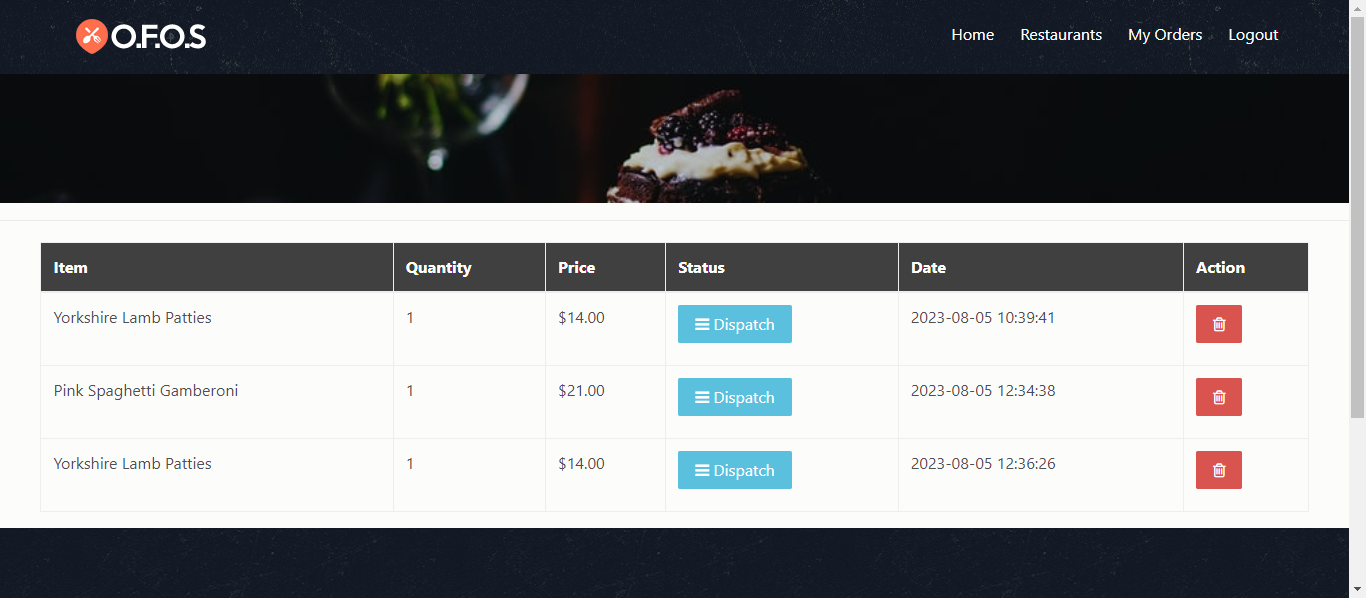 O.F.O.S
Home Restaurants My Orders Logout
Item Quantity Price Status Date Action
Yorkshire Lamb Patties 1 $14.00 Dispatch 2023-08-05 10:39:41
Pink Spaghetti Gamberoni 1 $21.00 Dispatch 2023-08-05 12:34:38
Yorkshire Lamb Patties 1 $14.00 Dispatch 2023-08-05 12:36:26